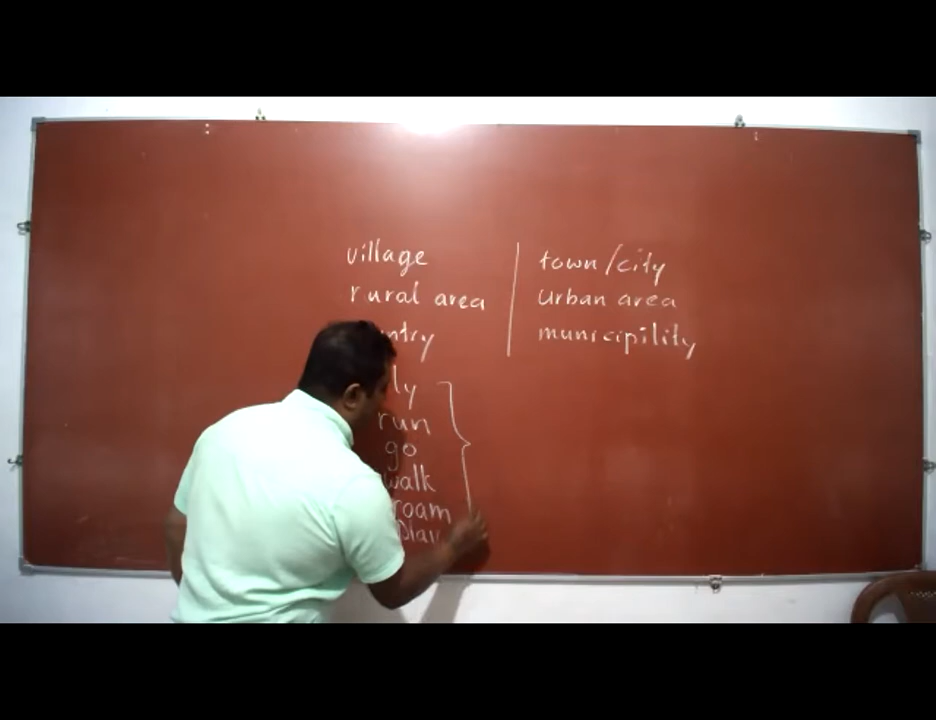 village
town/city
rural area
urban area
municipility
run
go
walk
roam